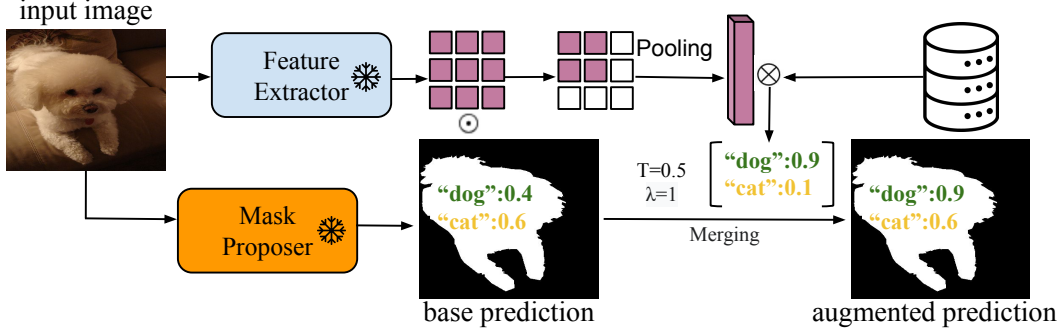 input image
Feature
Extractor
Pooling
Mask
Proposer
"dog":0.4
"cat":0.6
base prediction
T=0.5
λ=1
Merging
"dog":0.9
"cat":0.1
"dog":0.9
"cat":0.6
augmented prediction